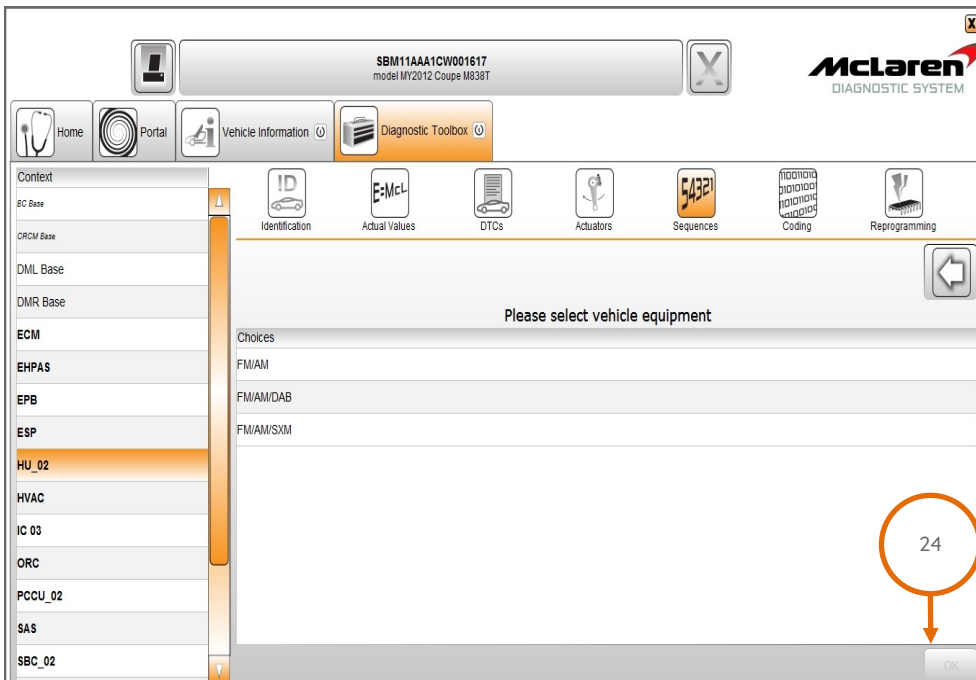 X
SBM11AAA1CW001617
model MY2012 Coupe M838T
McLaren
DIAGNOSTIC SYSTEM
Home
Portal
Vehicle Information
Diagnostic Toolbox
Context
BC Base
CRCM Base
DML Base
DMR Base
ECM
EHPAS
EPB
ESP
HU_02
HVAC
IC 03
ORC
PCCU_02
SAS
SBC_02
ID
E=McL
54321
Identification
Actual Values
DTCs
Actuators
Sequences
Coding
Reprogramming
Please select vehicle equipment
Choices
FM/AM
FM/AM/DAB
FM/AM/SXM
24
OK